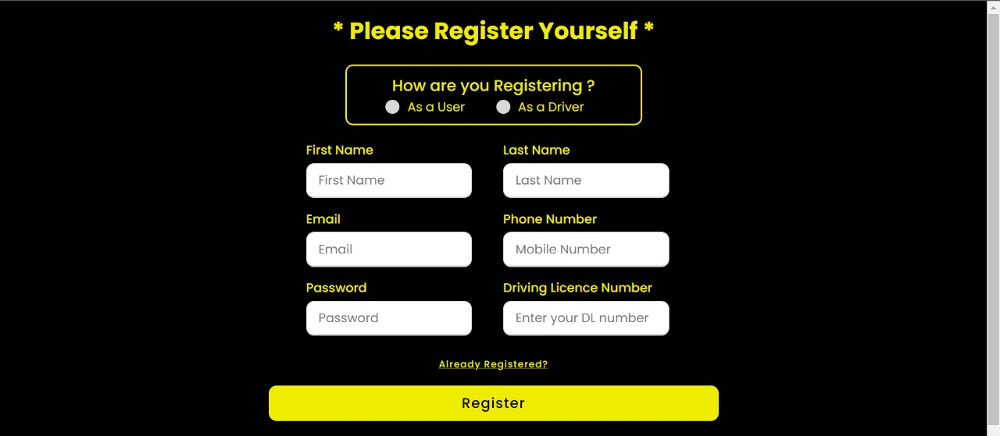 * Please Register Yourself *
How are you Registering ?
As a User As a Driver
First Name Last Name
First Name Last Name
Email Phone Number
Email Mobile Number
Password Driving Licence Number
Password Enter your DL number
Already Registered?
Register